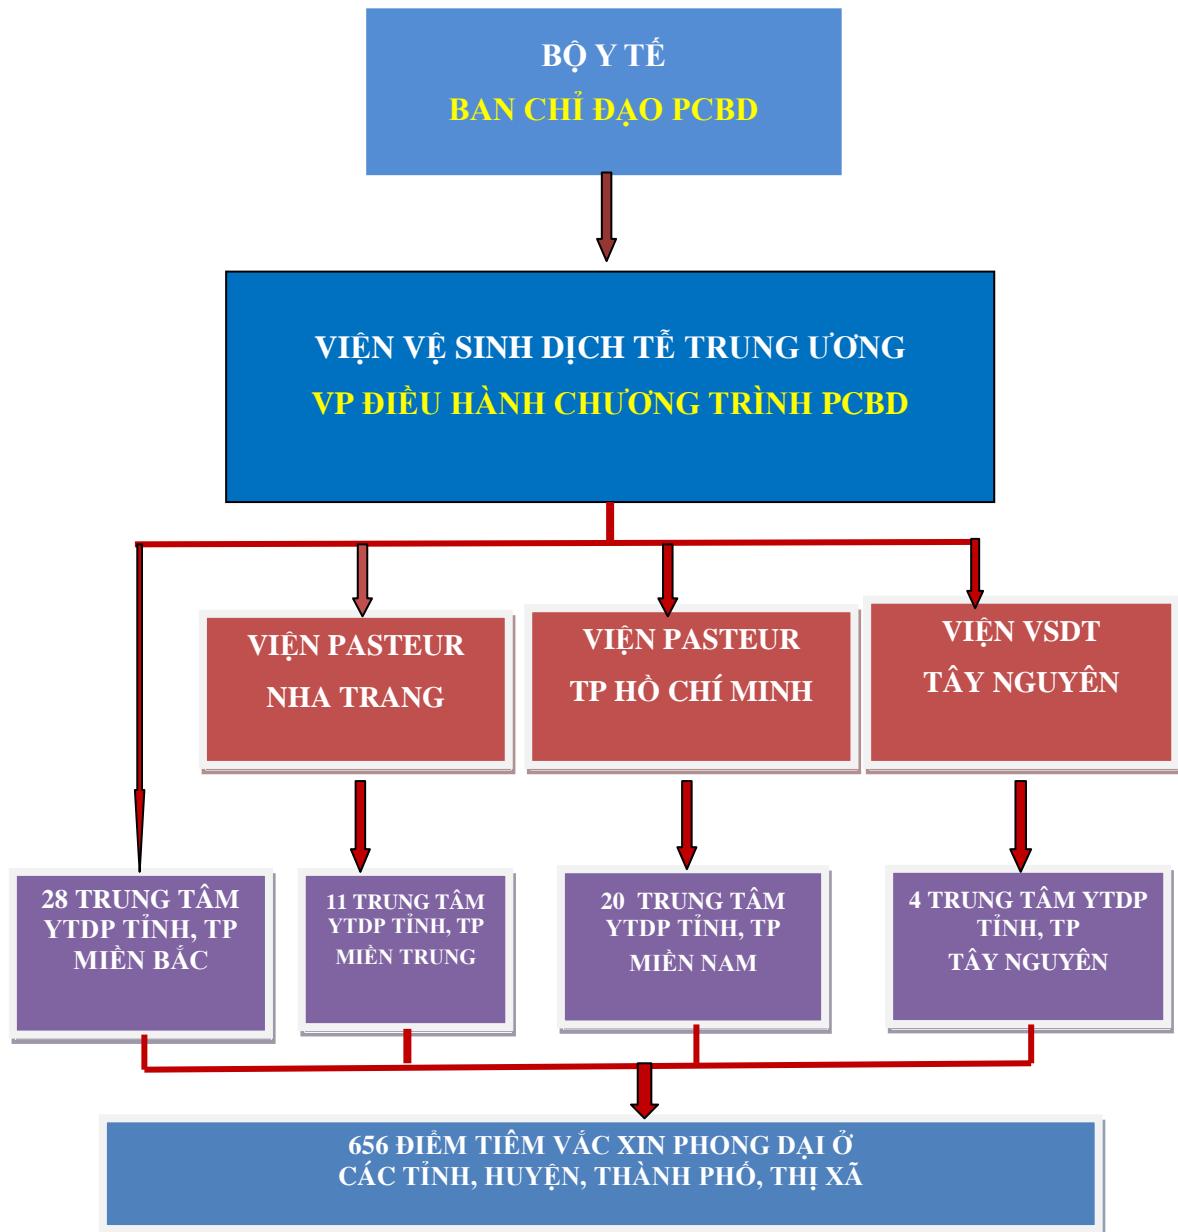 BỘ Y TẾ
BAN CHỈ ĐẠO PCBD
VIỆN VỆ SINH DỊCH TỄ TRUNG ƯƠNG
VP ĐIỀU HÀNH CHƯƠNG TRÌNH PCBD
VIỆN PASTEUR
NHA TRANG
VIỆN PASTEUR
TP HỒ CHÍ MINH
VIỆN VSDT
TÂY NGUYÊN
28 TRUNG TÂM
YTDP TỈNH, TP
MIỀN BẮC
11 TRUNG TÂM
YTDP TỈNH, TP
MIỀN TRUNG
20 TRUNG TÂM
YTDP TỈNH, TP
MIỀN NAM
4 TRUNG TÂM YTDP
TỈNH, TP
TÂY NGUYÊN
656 ĐIỂM TIÊM VẮC XIN PHONG DẠI Ở
CÁC TỈNH, HUYỆN, THÀNH PHỐ, THỊ XÃ